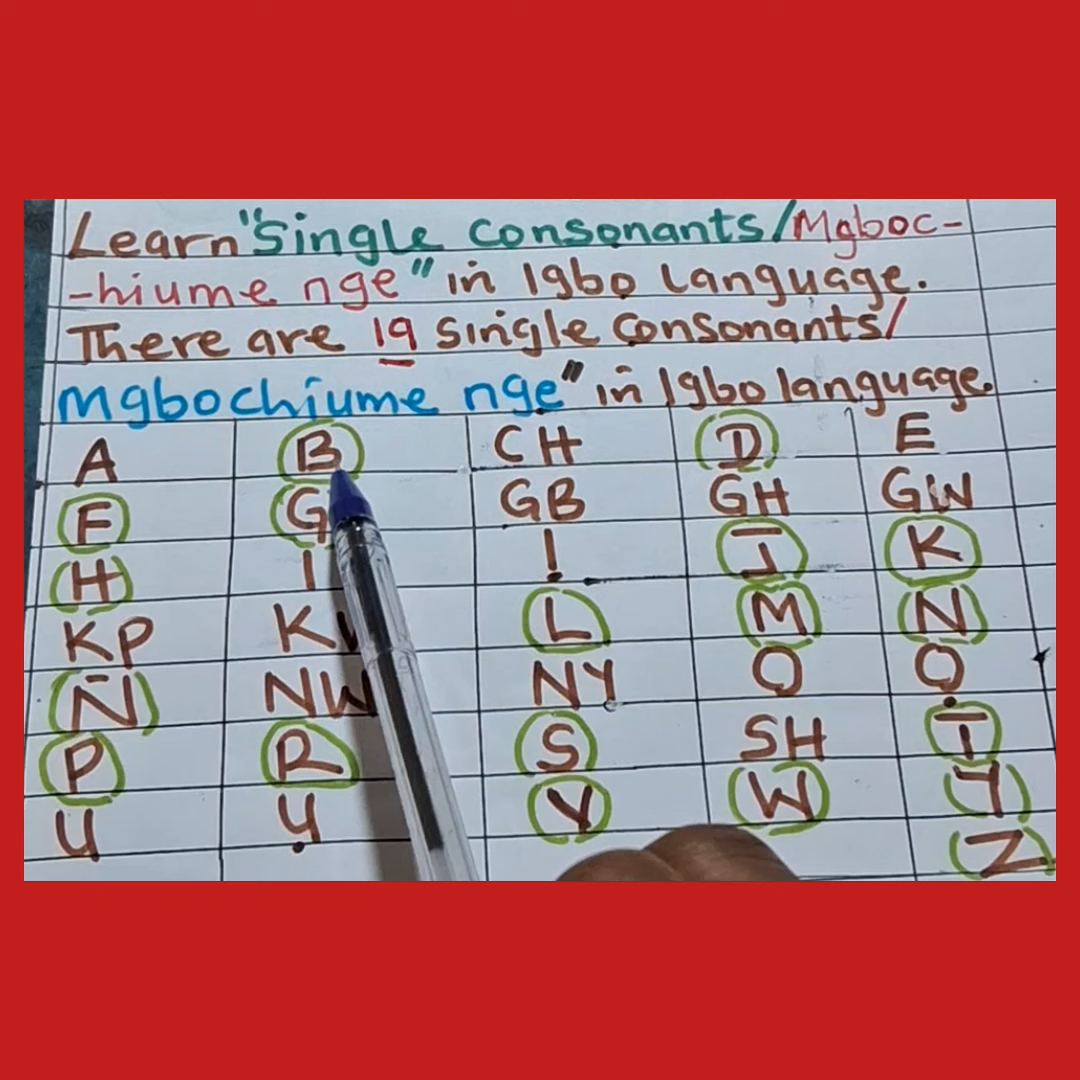 Learn "Single consonants/Mgboc-
-hiume nge" in Igbo Language.
There are 19 single consonants/
Mgbochiume nge" in Igbo language.
A B CH D E
F G GB GH GW
H I Ị J K
KP L M N
Ñ NW NY O Ọ
P R S SH T
U Ụ V W Y
Z